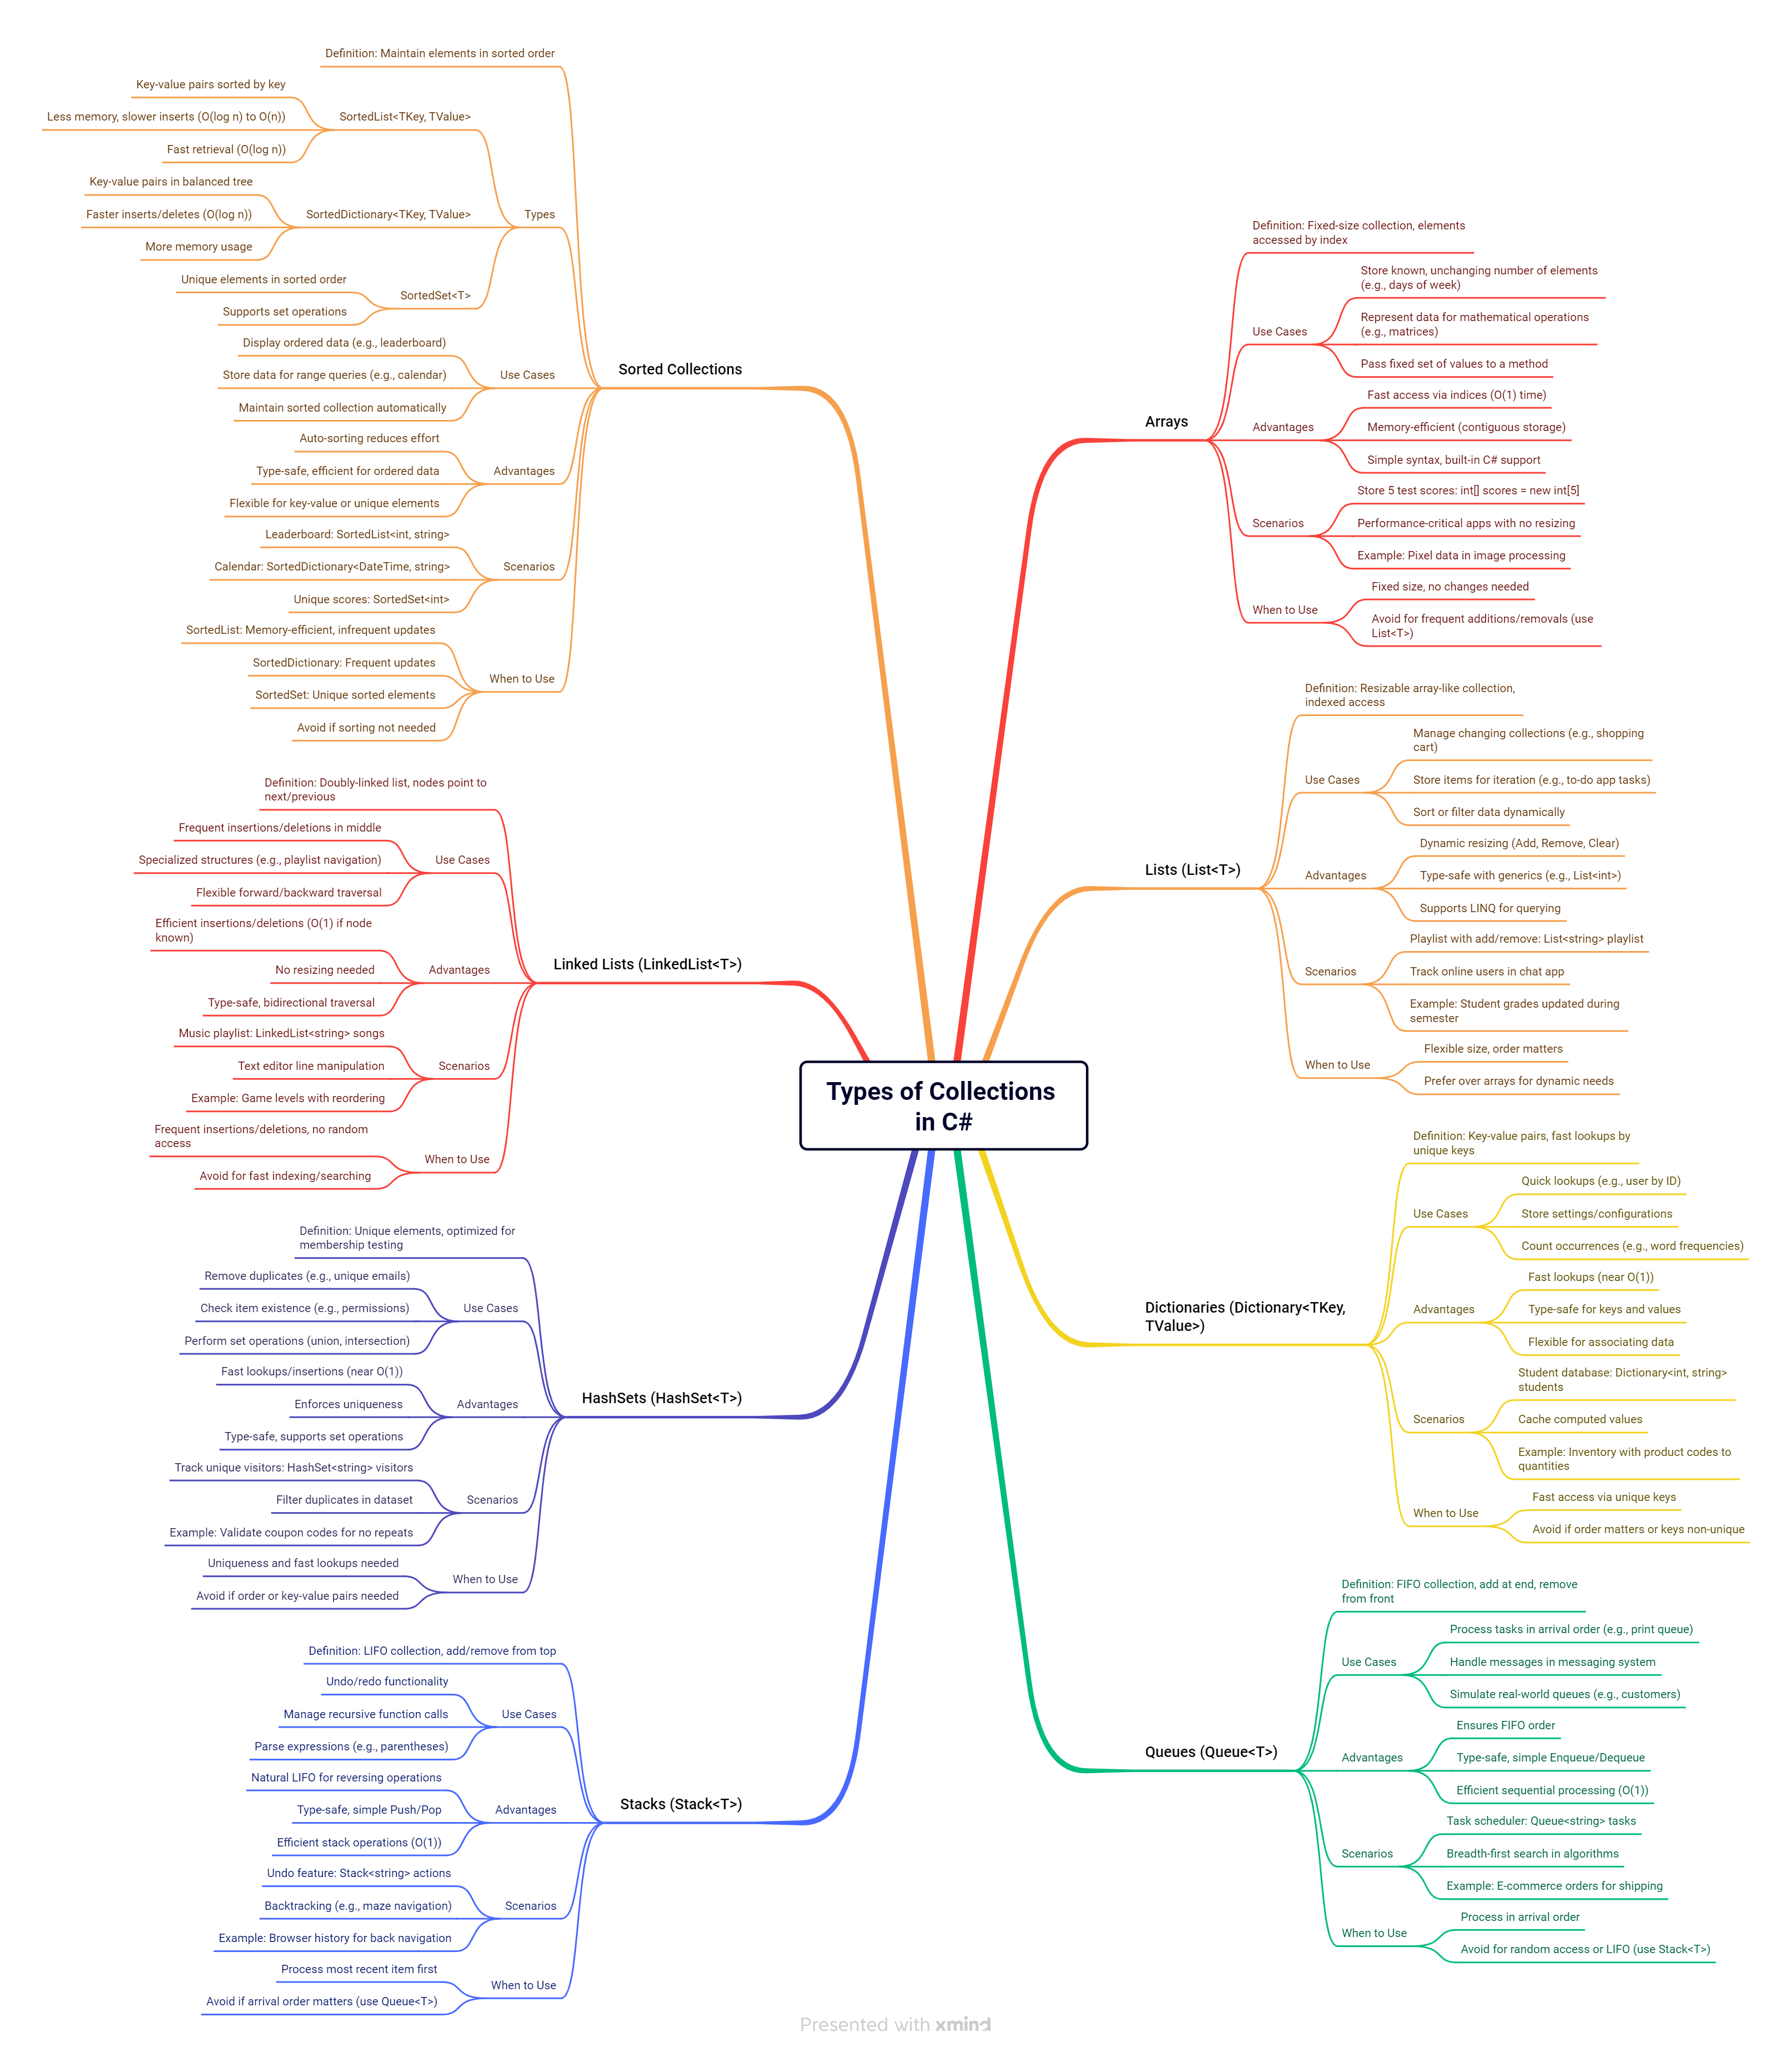 Types of Collections
in C#
Arrays
Definition: Fixed-size collection, elements
accessed by index
Use Cases
Store known, unchanging number of elements
(e.g., days of week)
Represent data for mathematical operations
(e.g., matrices)
Pass fixed set of values to a method
Advantages
Fast access via indices (O(1) time)
Memory-efficient (contiguous storage)
Simple syntax, built-in C# support
Scenarios
Store 5 test scores: int[] scores = new int[5]
Performance-critical apps with no resizing
Example: Pixel data in image processing
When to Use
Fixed size, no changes needed
Avoid for frequent additions/removals (use
List<T>)
Lists (List<T>)
Definition: Resizable array-like collection,
indexed access
Use Cases
Manage changing collections (e.g., shopping
cart)
Store items for iteration (e.g., to-do app tasks)
Sort or filter data dynamically
Advantages
Dynamic resizing (Add, Remove, Clear)
Type-safe with generics (e.g., List<int>)
Supports LINQ for querying
Scenarios
Playlist with add/remove: List<string> playlist
Track online users in chat app
Example: Student grades updated during
semester
When to Use
Flexible size, order matters
Prefer over arrays for dynamic needs
Dictionaries (Dictionary<TKey,
TValue>)
Definition: Key-value pairs, fast lookups by
unique keys
Use Cases
Quick lookups (e.g., user by ID)
Store settings/configurations
Count occurrences (e.g., word frequencies)
Advantages
Fast lookups (near O(1))
Type-safe for keys and values
Flexible for associating data
Scenarios
Student database: Dictionary<int, string>
students
Cache computed values
Example: Inventory with product codes to
quantities
When to Use
Fast access via unique keys
Avoid if order matters or keys non-unique
Queues (Queue<T>)
Definition: FIFO collection, add at end, remove
from front
Use Cases
Process tasks in arrival order (e.g., print queue)
Handle messages in messaging system
Simulate real-world queues (e.g., customers)
Advantages
Ensures FIFO order
Type-safe, simple Enqueue/Dequeue
Efficient sequential processing (O(1))
Scenarios
Task scheduler: Queue<string> tasks
Breadth-first search in algorithms
Example: E-commerce orders for shipping
When to Use
Process in arrival order
Avoid for random access or LIFO (use Stack<T>)
Sorted Collections
Definition: Maintain elements in sorted order
Types
SortedList<TKey, TValue>
Key-value pairs sorted by key
Less memory, slower inserts (O(log n) to O(n))
Fast retrieval (O(log n))
SortedDictionary<TKey, TValue>
Key-value pairs in balanced tree
Faster inserts/deletes (O(log n))
More memory usage
SortedSet<T>
Unique elements in sorted order
Supports set operations
Use Cases
Display ordered data (e.g., leaderboard)
Store data for range queries (e.g., calendar)
Maintain sorted collection automatically
Advantages
Auto-sorting reduces effort
Type-safe, efficient for ordered data
Flexible for key-value or unique elements
Scenarios
Leaderboard: SortedList<int, string>
Calendar: SortedDictionary<DateTime, string>
Unique scores: SortedSet<int>
When to Use
SortedList: Memory-efficient, infrequent updates
SortedDictionary: Frequent updates
SortedSet: Unique sorted elements
Avoid if sorting not needed
Linked Lists (LinkedList<T>)
Definition: Doubly-linked list, nodes point to
next/previous
Use Cases
Frequent insertions/deletions in middle
Specialized structures (e.g., playlist navigation)
Flexible forward/backward traversal
Advantages
Efficient insertions/deletions (O(1) if node
known)
No resizing needed
Type-safe, bidirectional traversal
Scenarios
Music playlist: LinkedList<string> songs
Text editor line manipulation
Example: Game levels with reordering
When to Use
Frequent insertions/deletions, no random
access
Avoid for fast indexing/searching
HashSets (HashSet<T>)
Definition: Unique elements, optimized for
membership testing
Use Cases
Remove duplicates (e.g., unique emails)
Check item existence (e.g., permissions)
Perform set operations (union, intersection)
Advantages
Fast lookups/insertions (near O(1))
Enforces uniqueness
Type-safe, supports set operations
Scenarios
Track unique visitors: HashSet<string> visitors
Filter duplicates in dataset
Example: Validate coupon codes for no repeats
When to Use
Uniqueness and fast lookups needed
Avoid if order or key-value pairs needed
Stacks (Stack<T>)
Definition: LIFO collection, add/remove from top
Use Cases
Undo/redo functionality
Manage recursive function calls
Parse expressions (e.g., parentheses)
Advantages
Natural LIFO for reversing operations
Type-safe, simple Push/Pop
Efficient stack operations (O(1))
Scenarios
Undo feature: Stack<string> actions
Backtracking (e.g., maze navigation)
Example: Browser history for back navigation
When to Use
Process most recent item first
Avoid if arrival order matters (use Queue<T>)
Presented with xmind